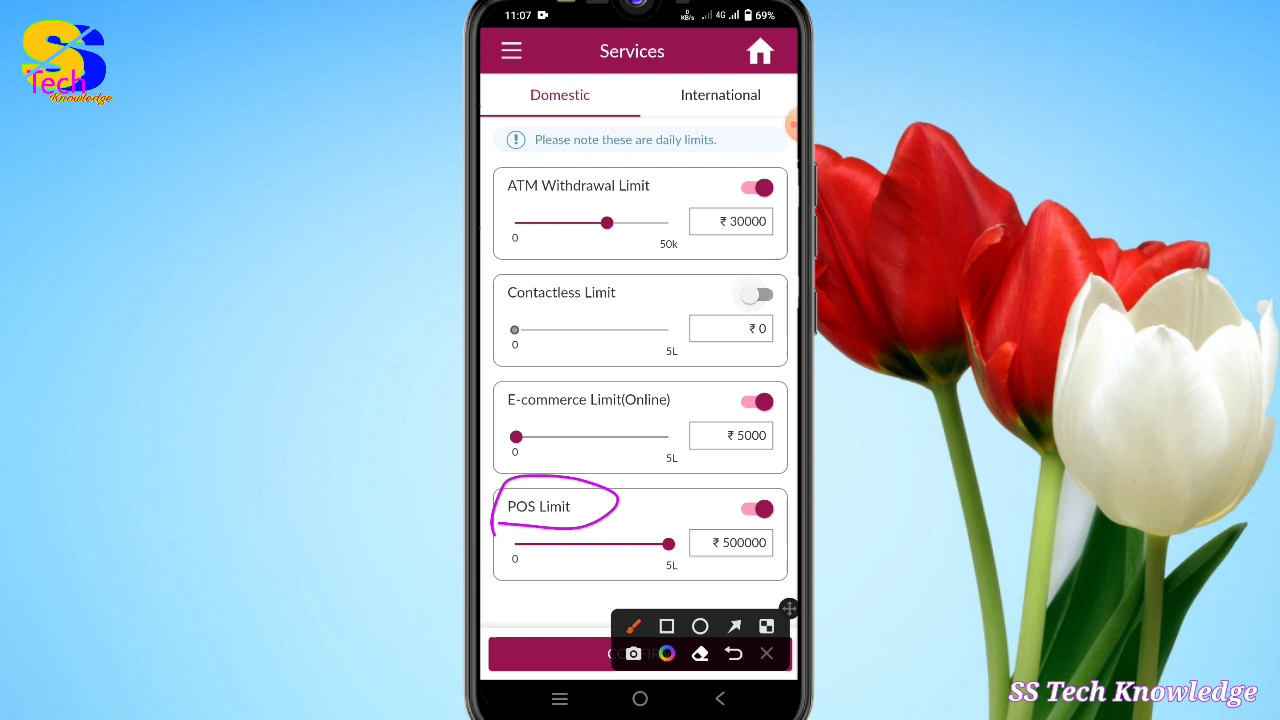 SS
Tech
Knowledge
11:07
D
KB/s
4G
69%
Services
Domestic
International
Please note these are daily limits.
ATM Withdrawal Limit
₹ 30000
0
50k
Contactless Limit
₹ 0
0
5L
E-commerce Limit(Online)
₹ 5000
0
5L
POS Limit
₹ 500000
0
5L
SS Tech Knowledge